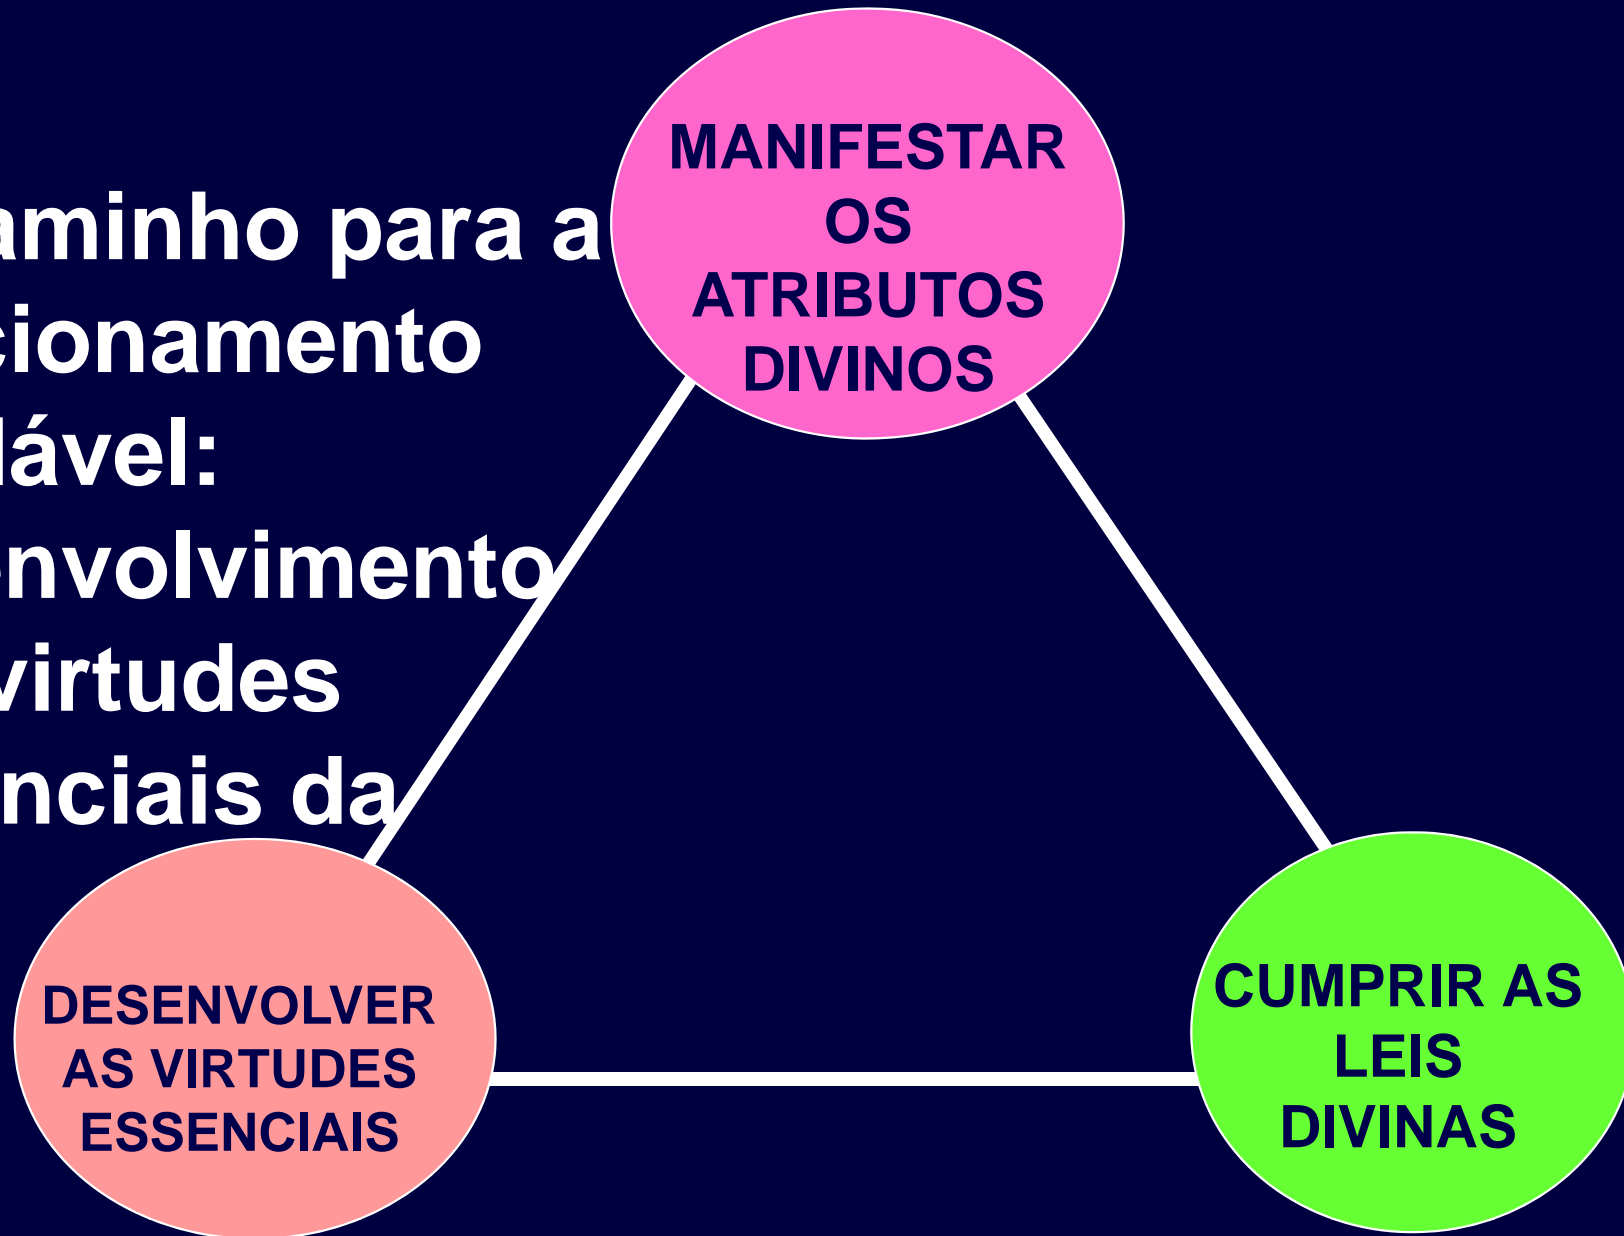 aminho para a
cionamento
lável:
envolvimento
virtudes
nciais da
MANIFESTAR
OS
ATRIBUTOS
DIVINOS
DESENVOLVER
AS VIRTUDES
ESSENCIAIS
CUMPRIR AS
LEIS
DIVINAS